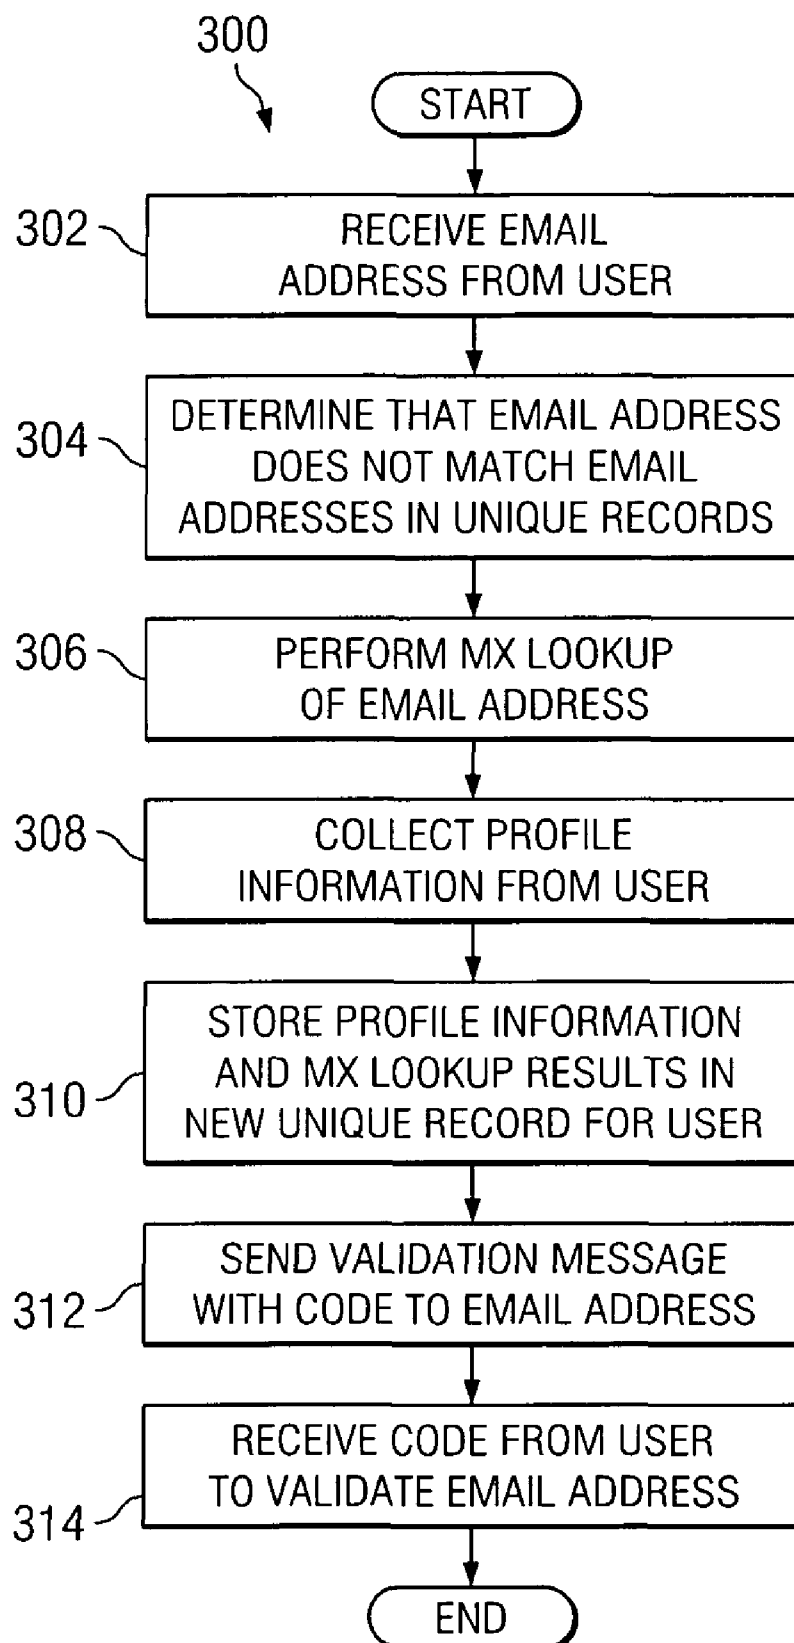 300
START
302
RECEIVE EMAIL
ADDRESS FROM USER
304
DETERMINE THAT EMAIL ADDRESS
DOES NOT MATCH EMAIL
ADDRESSES IN UNIQUE RECORDS
306
PERFORM MX LOOKUP
OF EMAIL ADDRESS
308
COLLECT PROFILE
INFORMATION FROM USER
310
STORE PROFILE INFORMATION
AND MX LOOKUP RESULTS IN
NEW UNIQUE RECORD FOR USER
312
SEND VALIDATION MESSAGE
WITH CODE TO EMAIL ADDRESS
314
RECEIVE CODE FROM USER
TO VALIDATE EMAIL ADDRESS
END